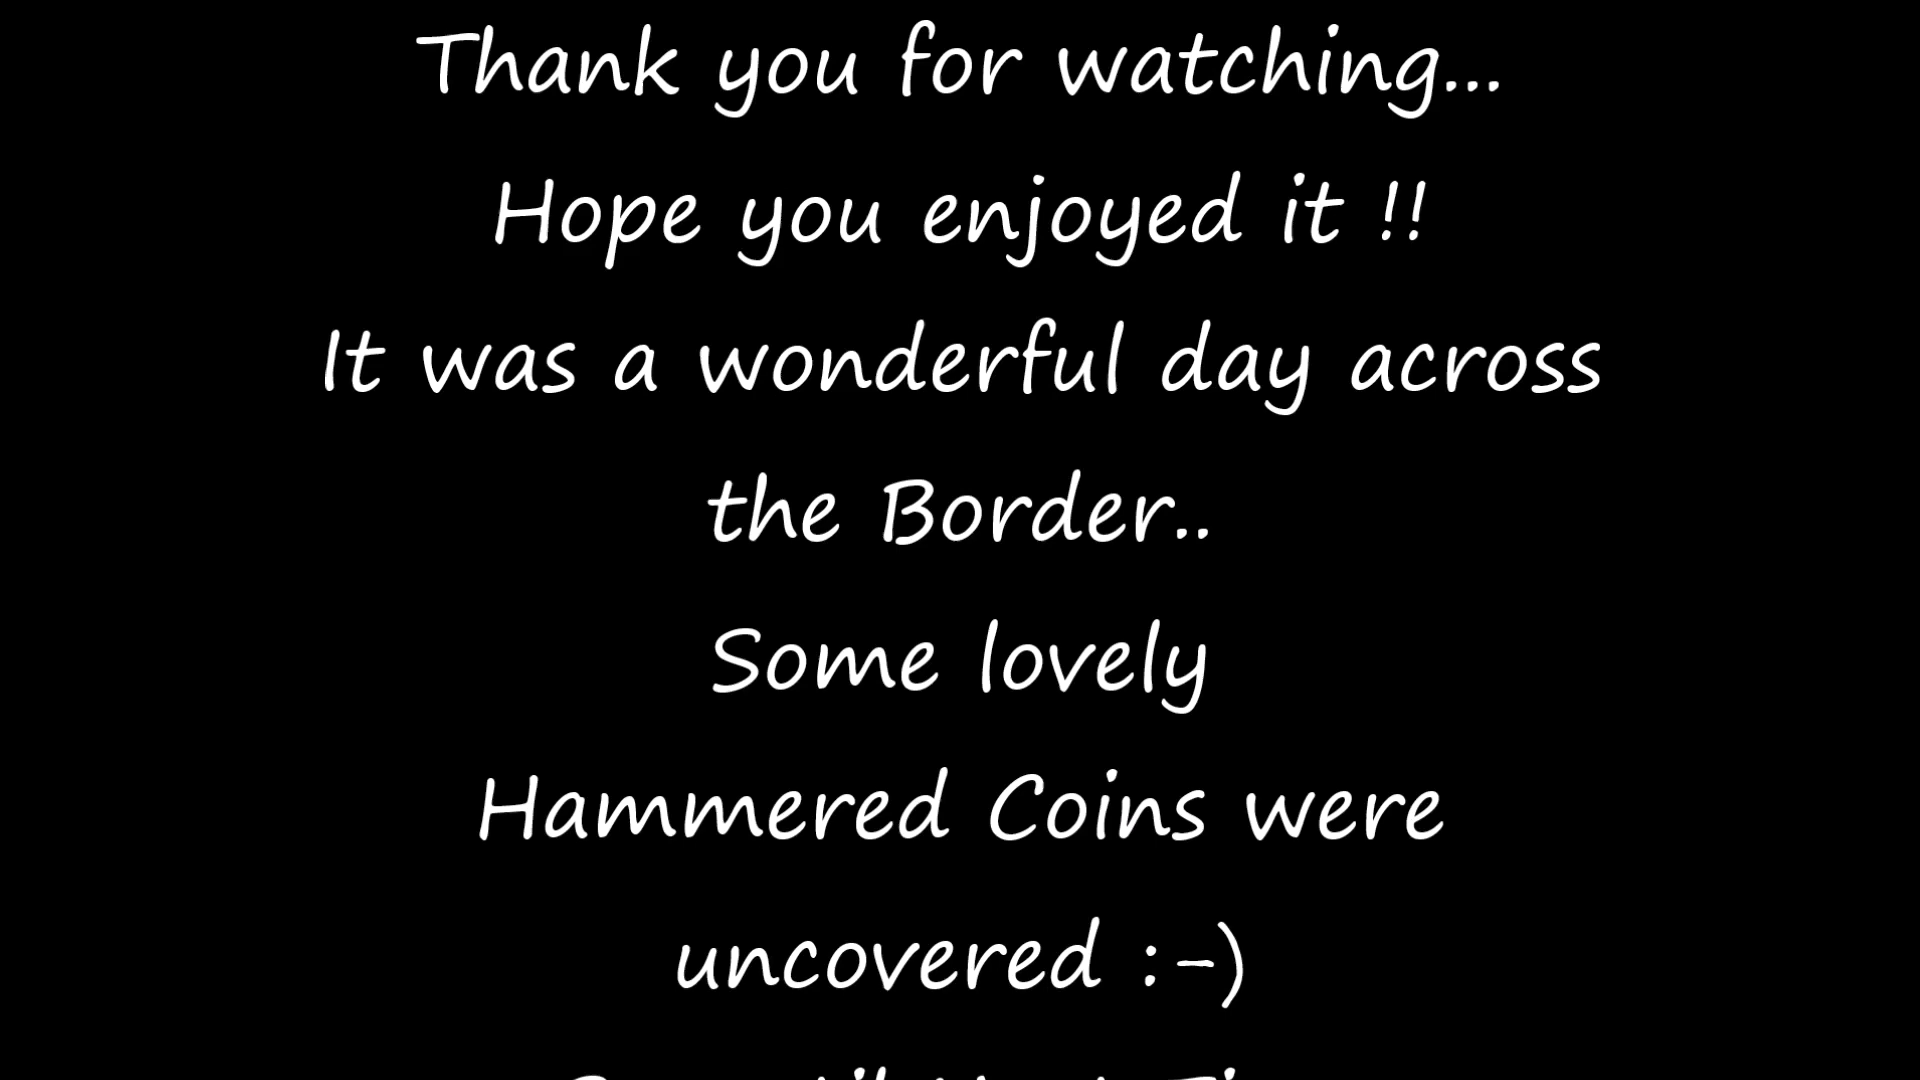 Thank you for watching...
Hope you enjoyed it !!
It was a wonderful day across
the Border..
Some lovely
Hammered Coins were
uncovered :-)